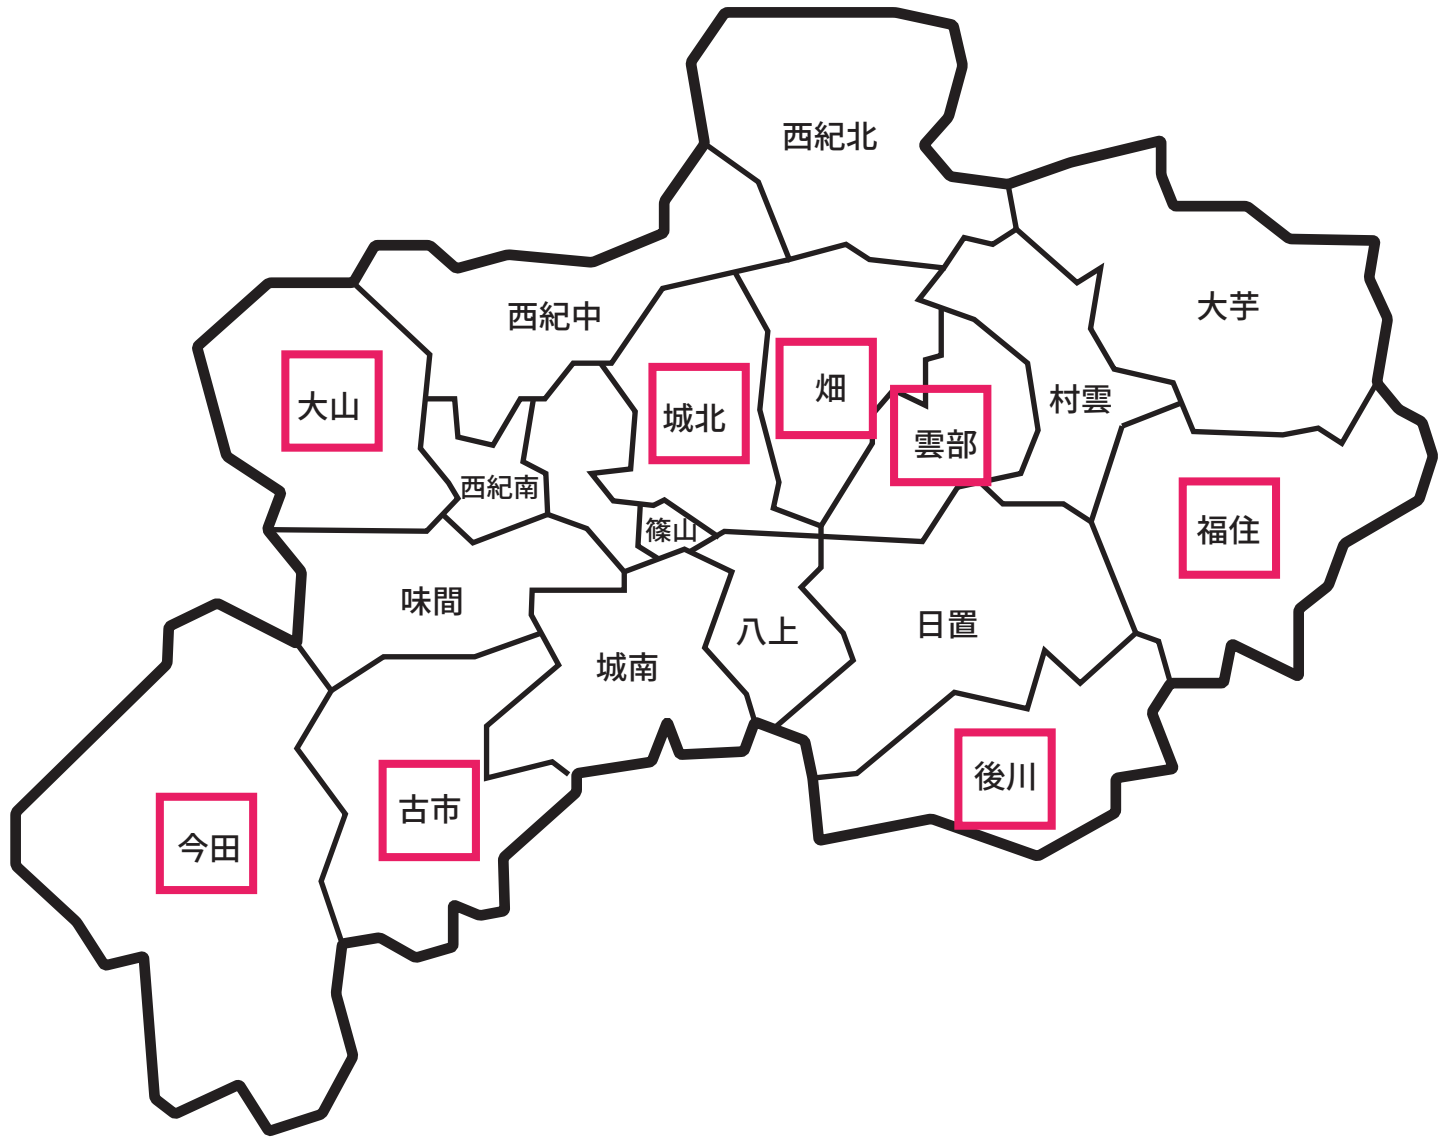 西紀北
大芋
西紀中
畑
村雲
大山
城北
雲部
西紀南
篠山
福住
味間
八上
日置
城南
後川
古市
今田